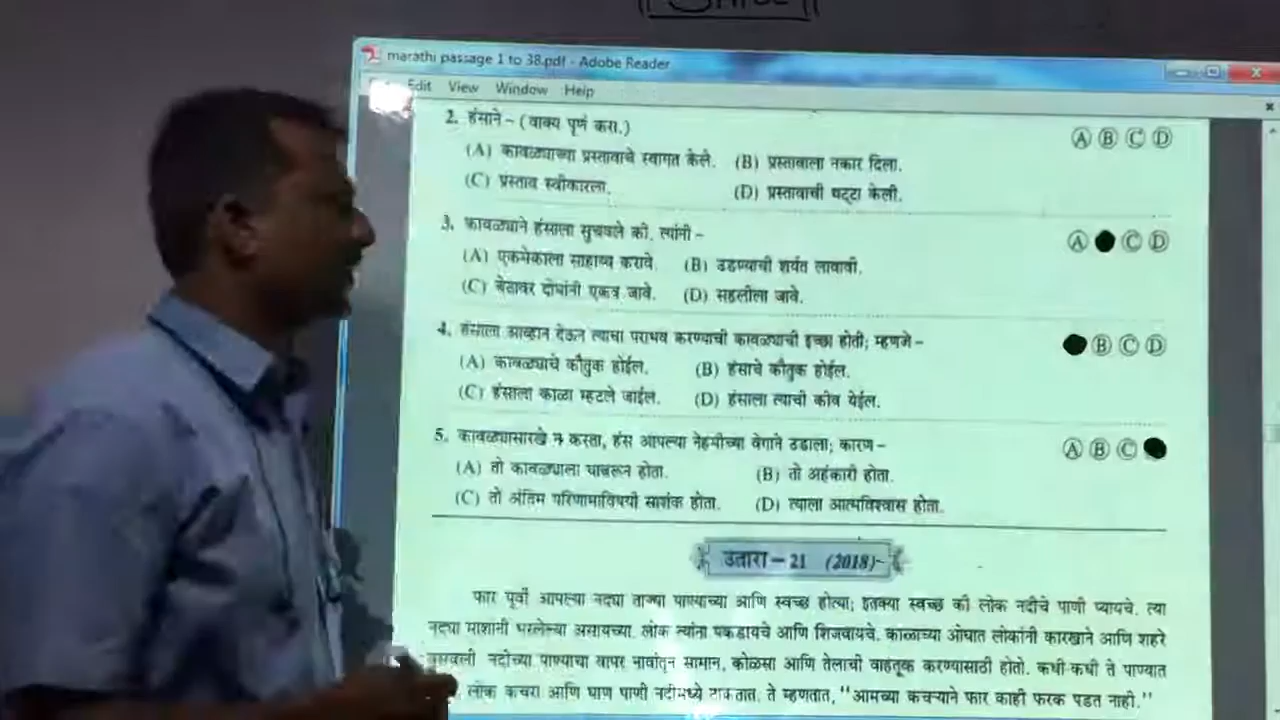 marathi passage 1 to 38.pdf - Adobe Reader
Edit View Window Help
2. हंसाने – (वाक्य पूर्ण करा.) Ⓐ Ⓑ Ⓒ Ⓓ
(A) कावळ्याच्या प्रस्तावाचे स्वागत केले. (B) प्रस्तावाला नकार दिला.
(C) प्रस्ताव स्वीकारला. (D) प्रस्तावाची थट्टा केली.
3. कावळ्याने हंसाला सुचवले की, त्यांनी – Ⓐ ● Ⓒ Ⓓ
(A) एकमेकाला साहाय्य करावे. (B) उडण्याची शर्यत लावावी.
(C) बेटावर दोघांनी एकत्र जावे. (D) सहलीला जावे.
4. हंसाला आव्हान देऊन त्याचा पराभव करण्याची कावळ्याची इच्छा होती; म्हणजे – ● Ⓑ Ⓒ Ⓓ
(A) कावळ्याचे कौतुक होईल. (B) हंसाचे कौतुक होईल.
(C) हंसाला काळा म्हटले जाईल. (D) हंसाला त्याची कीव येईल.
5. कावळ्यासारखे न करता, हंस आपल्या नेहमीच्या वेगाने उडाला; कारण – Ⓐ Ⓑ Ⓒ ●
(A) तो कावळ्याला घाबरून होता. (B) तो अहंकारी होता.
(C) तो अंतिम परिणामाविषयी साशंक होता. (D) त्याला आत्मविश्वास होता.
उतारा – 21 (2018)
फार पूर्वी आपल्या नद्या ताज्या पाण्याच्या आणि स्वच्छ होत्या; इतक्या स्वच्छ की लोक नदीचे पाणी प्यायचे. त्या
नद्या माशांनी भरलेल्या असायच्या. लोक त्यांना पकडायचे आणि शिजवायचे. काळाच्या ओघात लोकांनी कारखाने आणि शहरे
वसवली नदीच्या पाण्याचा वापर नावांतून सामान, कोळसा आणि तेलाची वाहतूक करण्यासाठी होतो. कधी-कधी ते पाण्यात
लोक कचरा आणि घाण पाणी नदीमध्ये टाकतात. ते म्हणतात, "आमच्या कचऱ्याने फार काही फरक पडत नाही."